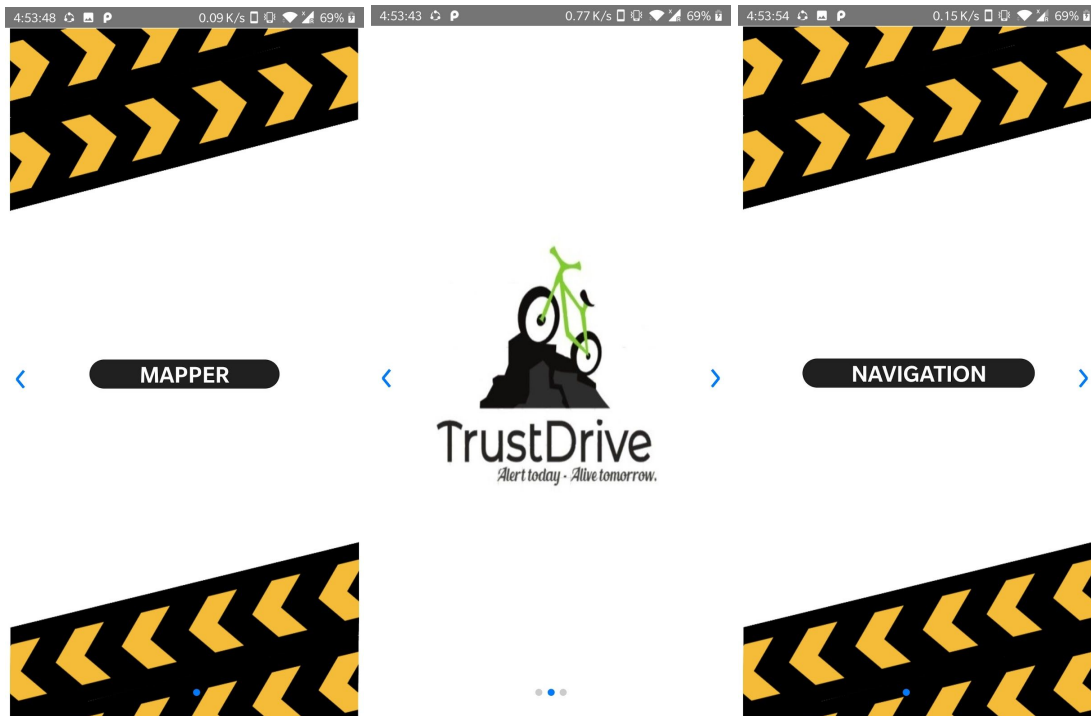 4:53:48 0.09 K/s 69%
MAPPER
4:53:43 0.77 K/s 69%
TrustDrive
Alert today - Alive tomorrow.
4:53:54 0.15 K/s 69%
NAVIGATION